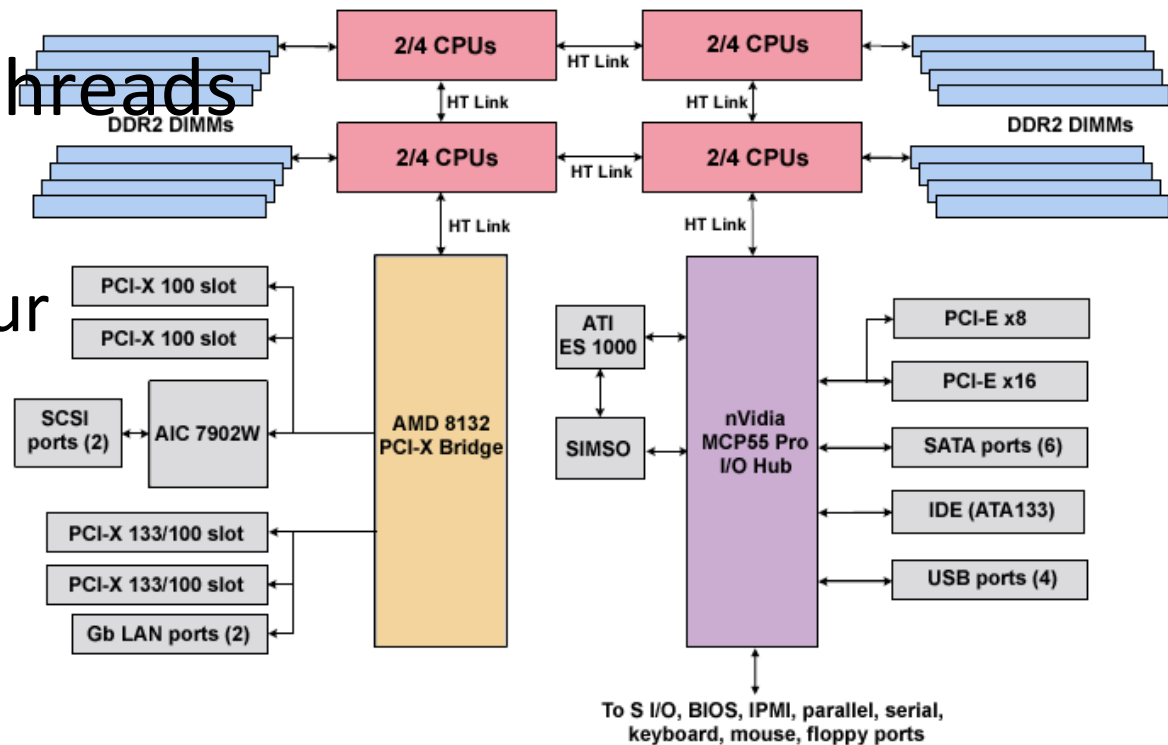 2/4 CPUs
2/4 CPUs
HT Link
hreads
HT Link
HT Link
DDR2 DIMMs
DDR2 DIMMs
2/4 CPUs
2/4 CPUs
HT Link
HT Link
HT Link
PCI-X 100 slot
ur
PCI-X 100 slot
SCSI
ports (2)
AIC 7902W
AMD 8132
PCI-X Bridge
PCI-X 133/100 slot
PCI-X 133/100 slot
Gb LAN ports (2)
ATI
ES 1000
SIMSO
nVidia
MCP55 Pro
I/O Hub
PCI-E x8
PCI-E x16
SATA ports (6)
IDE (ATA133)
USB ports (4)
To S I/O, BIOS, IPMI, parallel, serial,
keyboard, mouse, floppy ports